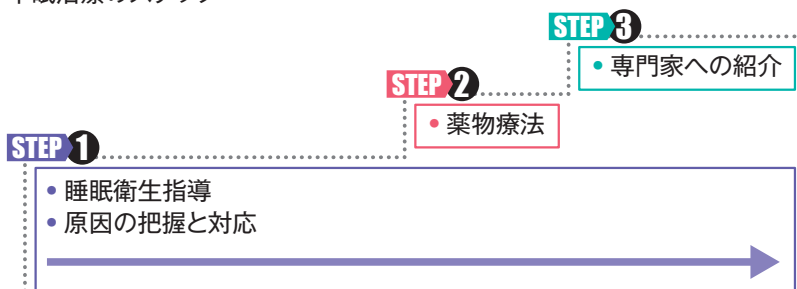 STEP 3
• 専門家への紹介
STEP 2
• 薬物療法
STEP 1
• 睡眠衛生指導
• 原因の把握と対応